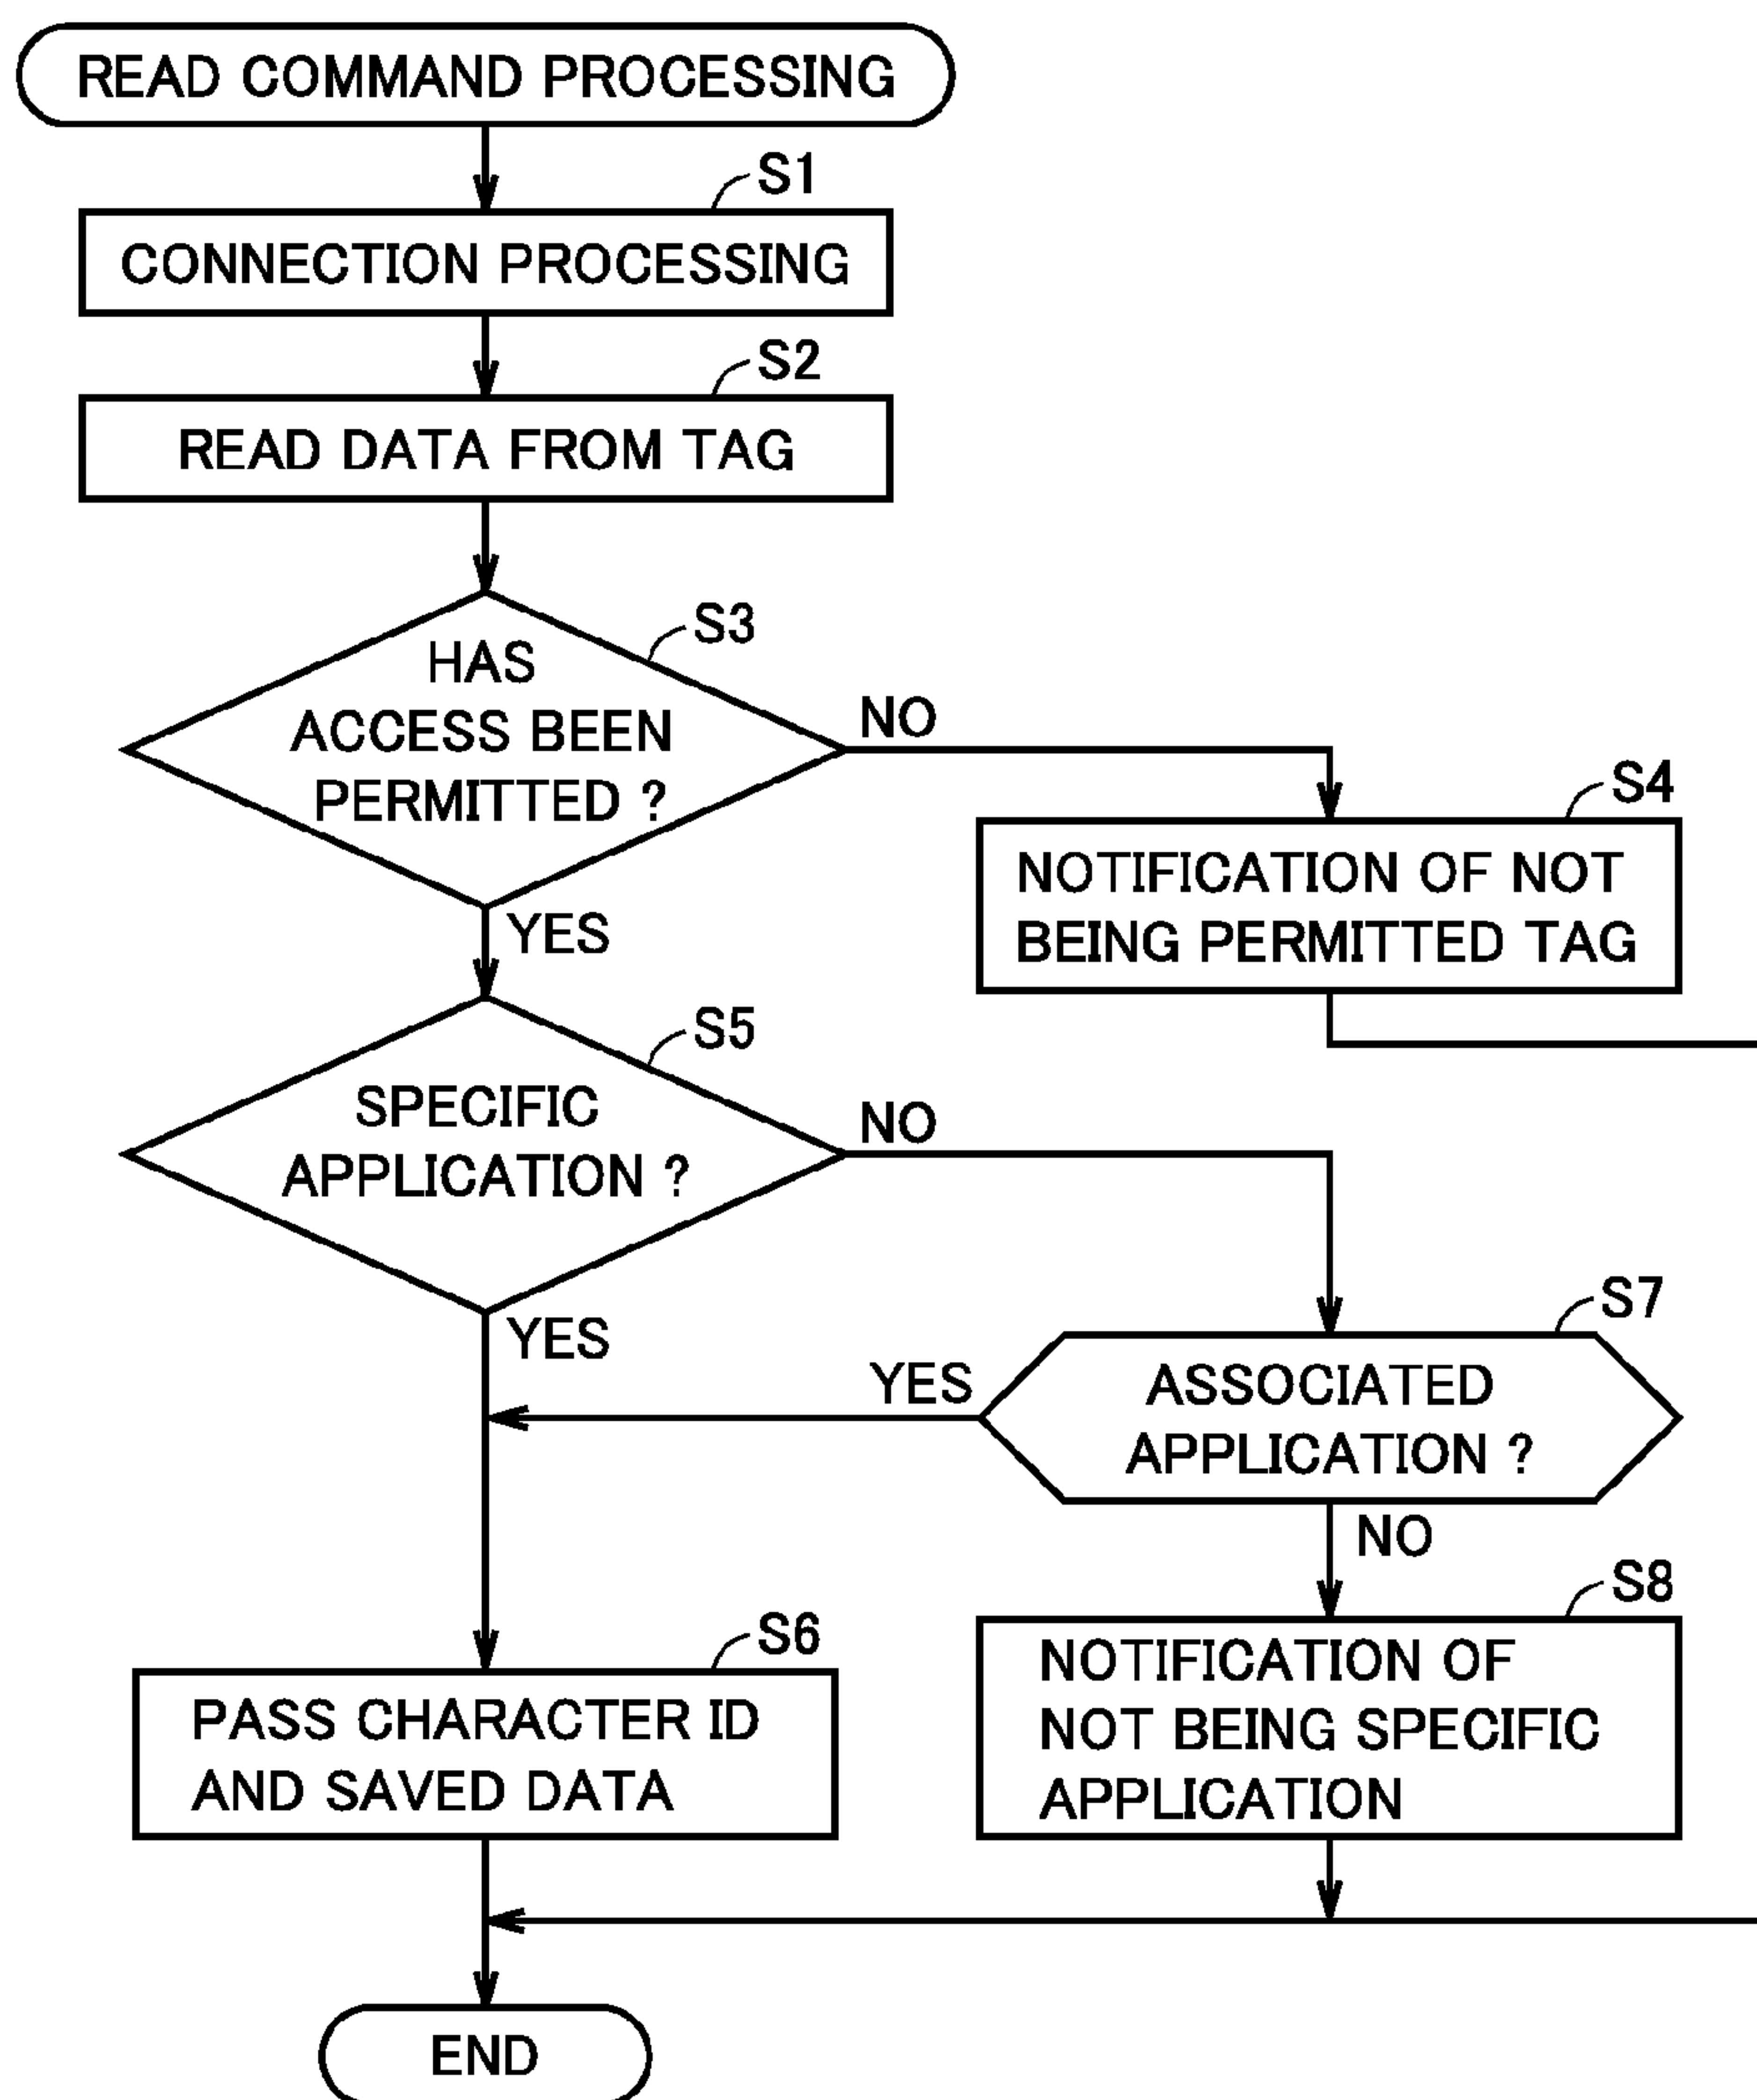 READ COMMAND PROCESSING
S1
CONNECTION PROCESSING
S2
READ DATA FROM TAG
S3
HAS
ACCESS BEEN
PERMITTED ?
NO
YES
S4
NOTIFICATION OF NOT
BEING PERMITTED TAG
S5
SPECIFIC
APPLICATION ?
NO
YES
S7
ASSOCIATED
APPLICATION ?
YES
NO
S6
PASS CHARACTER ID
AND SAVED DATA
S8
NOTIFICATION OF
NOT BEING SPECIFIC
APPLICATION
END